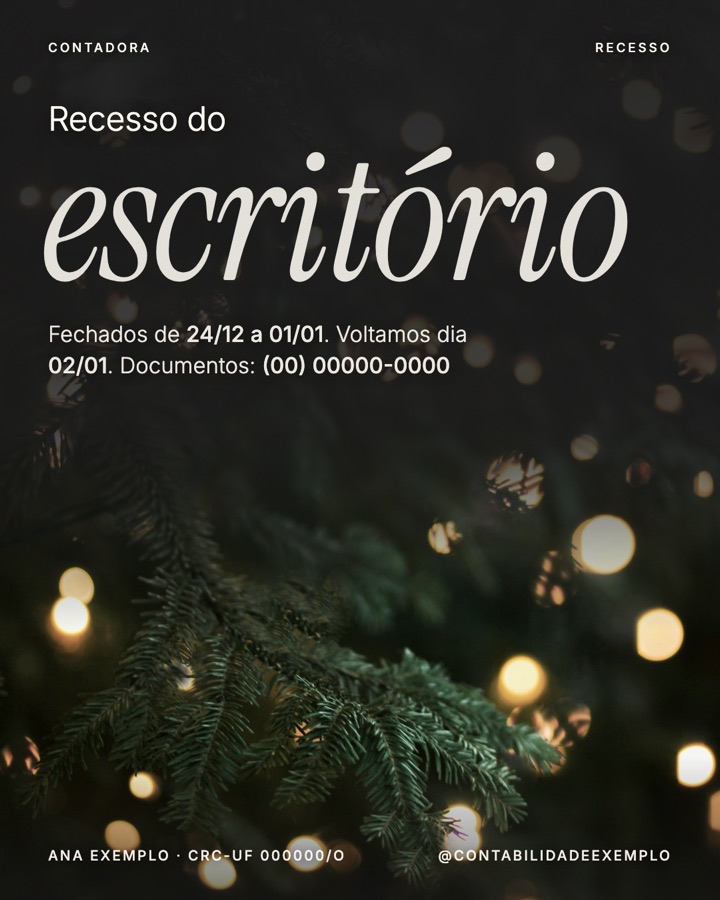 CONTADORA
RECESSO
Recesso do
escritório
Fechados de 24/12 a 01/01. Voltamos dia
02/01. Documentos: (00) 00000-0000
ANA EXEMPLO · CRC-UF 000000/O
@CONTABILIDADEEXEMPLO